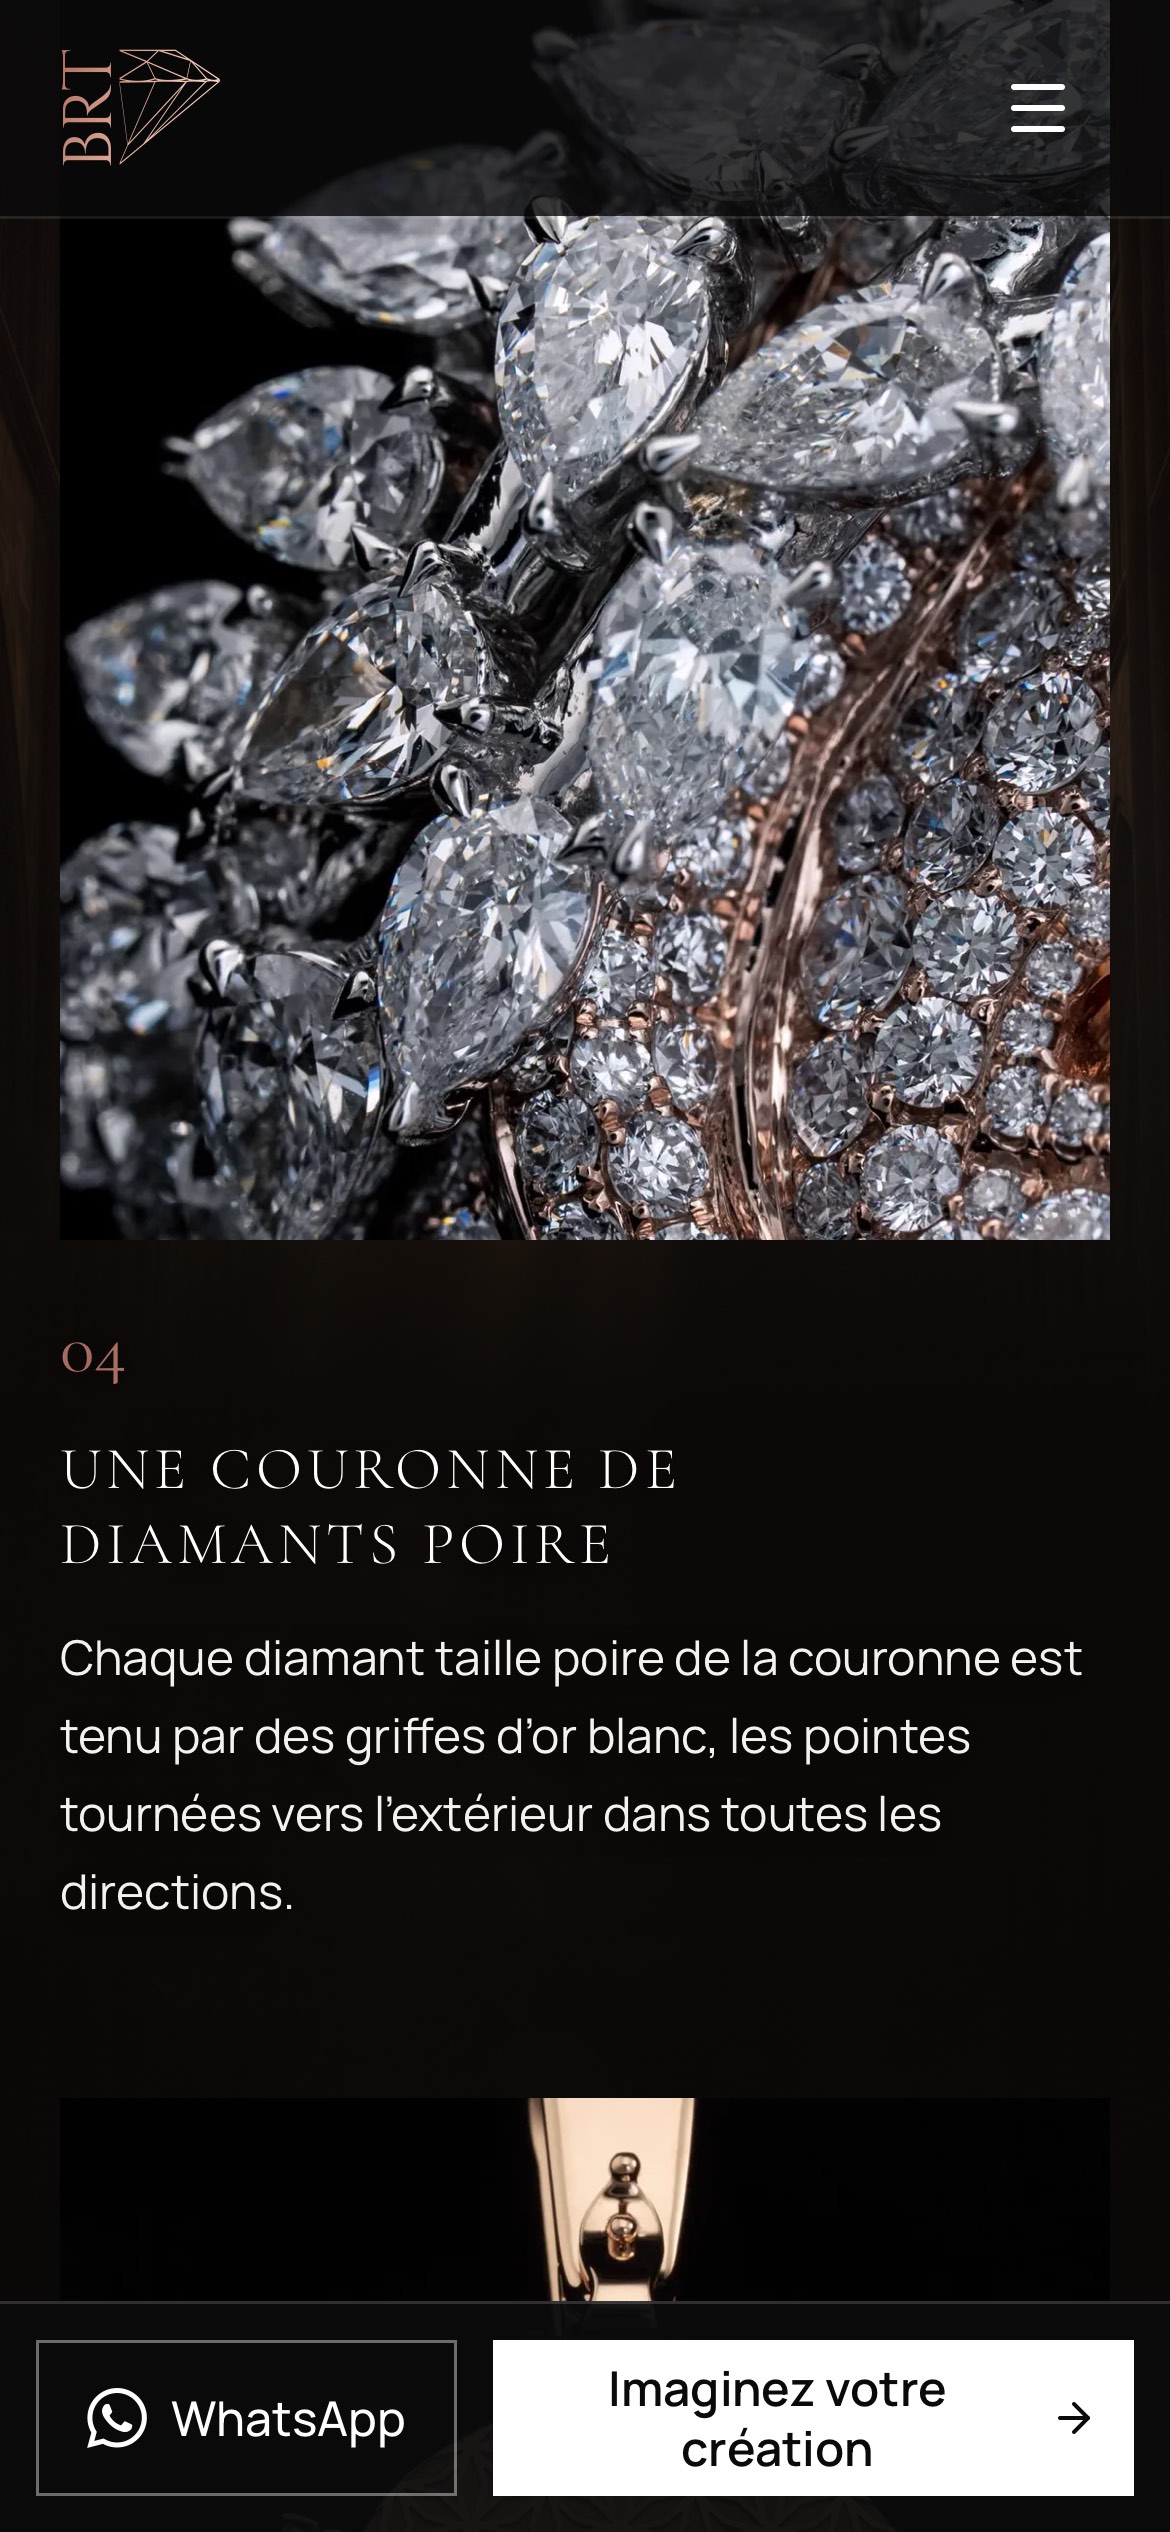 BRT
04
UNE COURONNE DE
DIAMANTS POIRE
Chaque diamant taille poire de la couronne est
tenu par des griffes d’or blanc, les pointes
tournées vers l’extérieur dans toutes les
directions.
WhatsApp
Imaginez votre
création